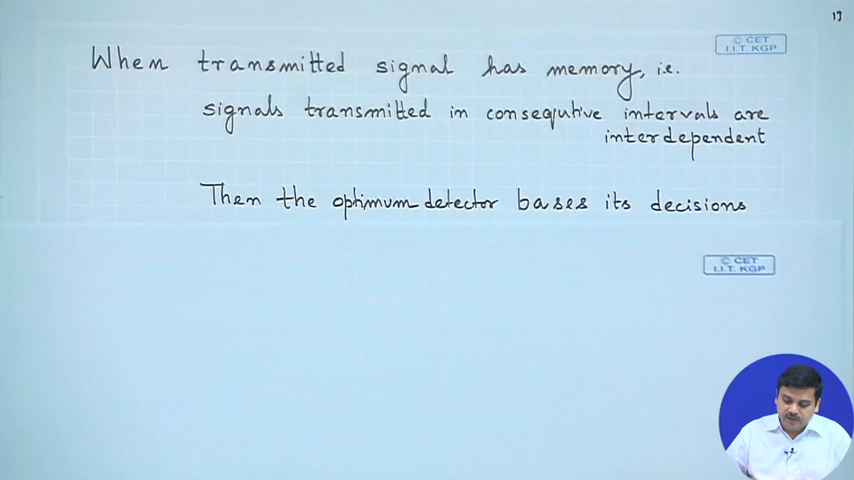 19
© CET
I.I.T. KGP
When transmitted signal has memory, i.e.
signals transmitted in consequtive intervals are
interdependent
Then the optimum detector bases its decisions
© CET
I.I.T. KGP